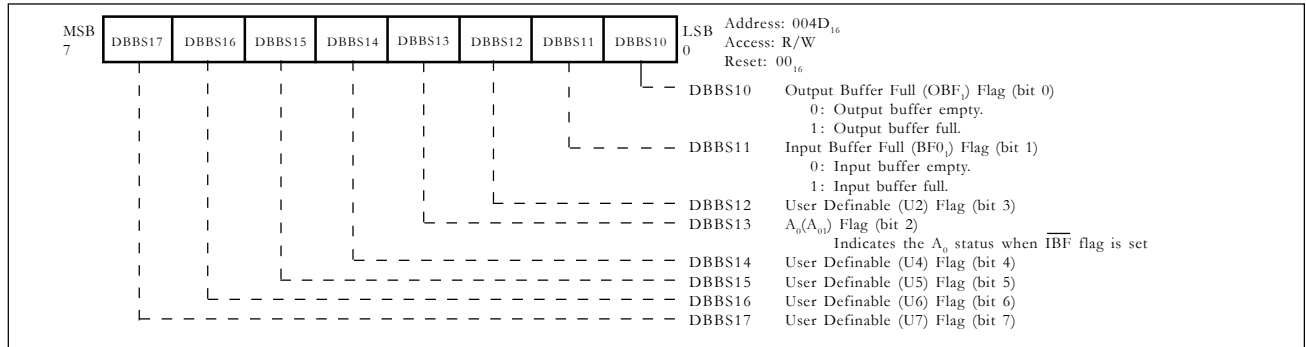 MSB
7
DBBS17 DBBS16 DBBS15 DBBS14 DBBS13 DBBS12 DBBS11 DBBS10
LSB
0
Address: 004D₁₆
Access: R/W
Reset: 00₁₆
DBBS10 Output Buffer Full (OBF₁) Flag (bit 0)
0: Output buffer empty.
1: Output buffer full.
DBBS11 Input Buffer Full (BF0₁) Flag (bit 1)
0: Input buffer empty.
1: Input buffer full.
DBBS12 User Definable (U2) Flag (bit 3)
DBBS13 A₀(A₀₁) Flag (bit 2)
Indicates the A₀ status when I̅B̅F̅ flag is set
DBBS14 User Definable (U4) Flag (bit 4)
DBBS15 User Definable (U5) Flag (bit 5)
DBBS16 User Definable (U6) Flag (bit 6)
DBBS17 User Definable (U7) Flag (bit 7)